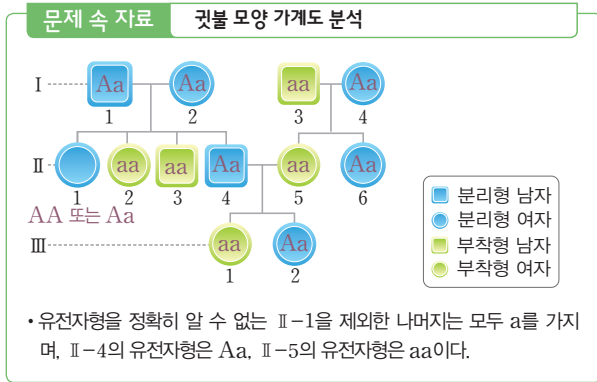 문제 속 자료 귓불 모양 가계도 분석
Ⅰ Aa Aa aa Aa
1 2 3 4
Ⅱ aa aa Aa aa Aa
1 2 3 4 5 6
AA 또는 Aa
Ⅲ aa Aa
1 2
분리형 남자
분리형 여자
부착형 남자
부착형 여자
• 유전자형을 정확히 알 수 없는 Ⅱ-1을 제외한 나머지는 모두 a를 가지
며, Ⅱ-4의 유전자형은 Aa, Ⅱ-5의 유전자형은 aa이다.